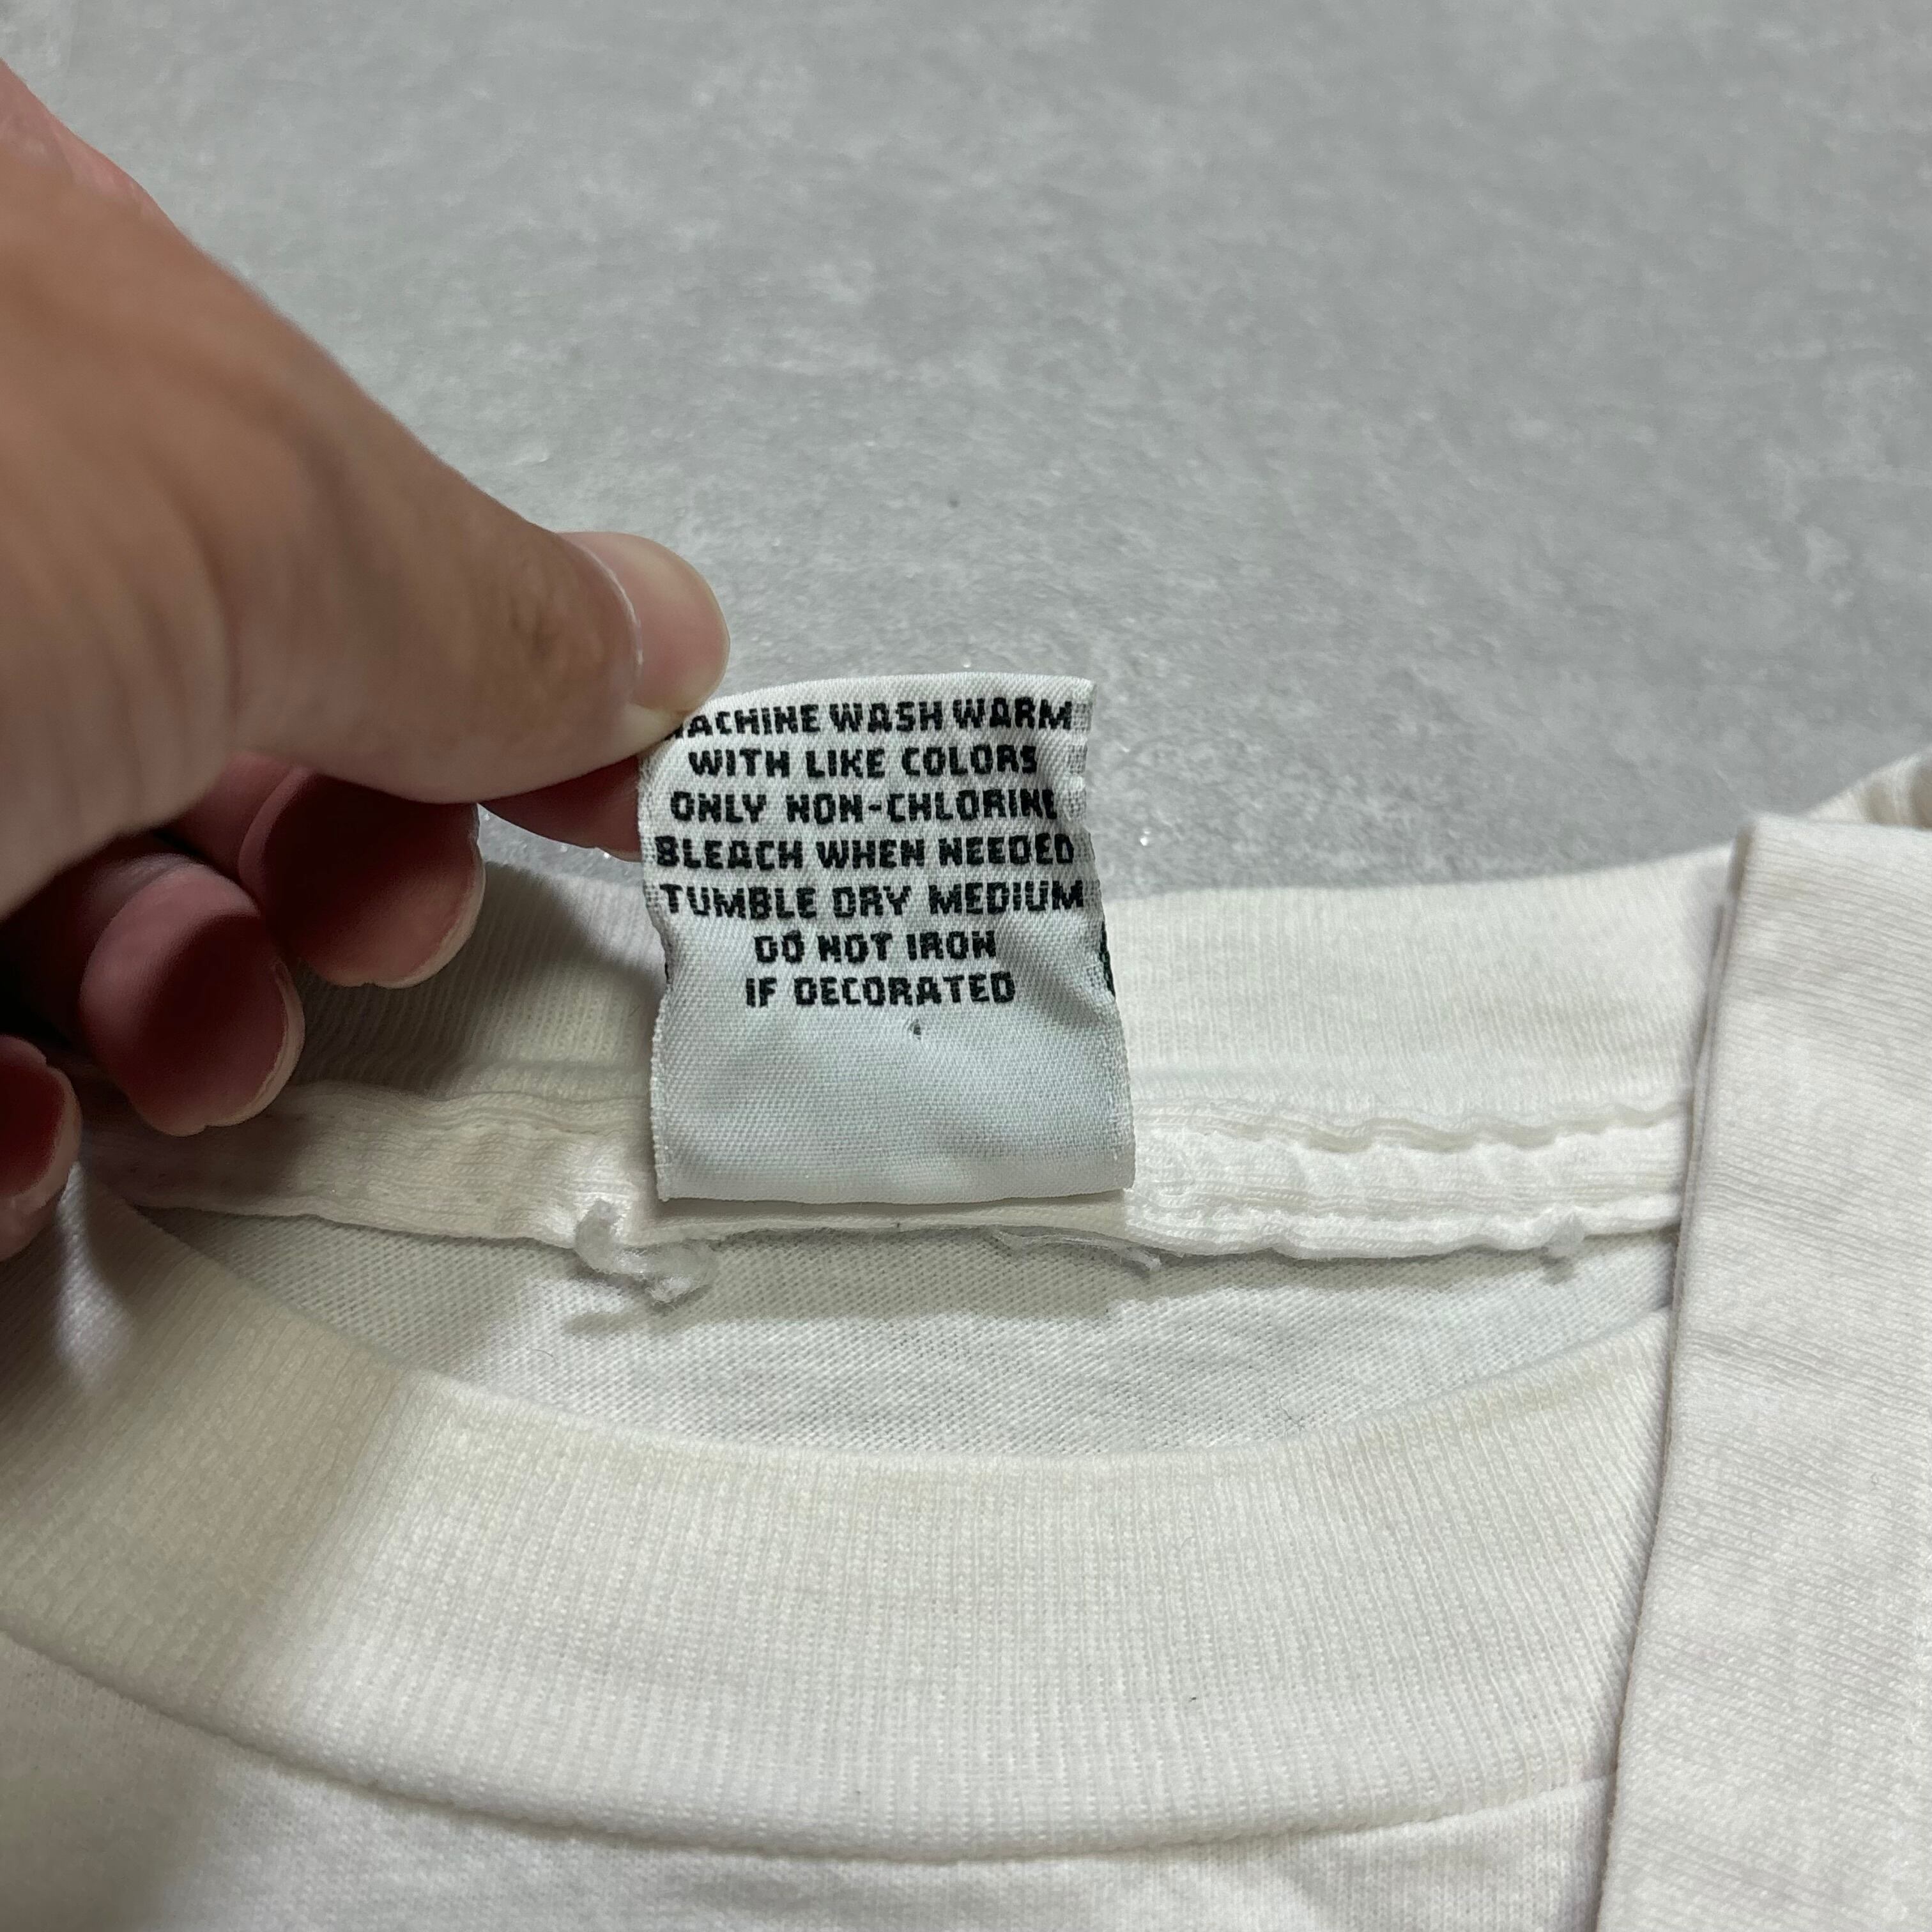 MACHINE WASH WARM
WITH LIKE COLORS
ONLY NON-CHLORINE
BLEACH WHEN NEEDED
TUMBLE DRY MEDIUM
DO NOT IRON
IF DECORATED